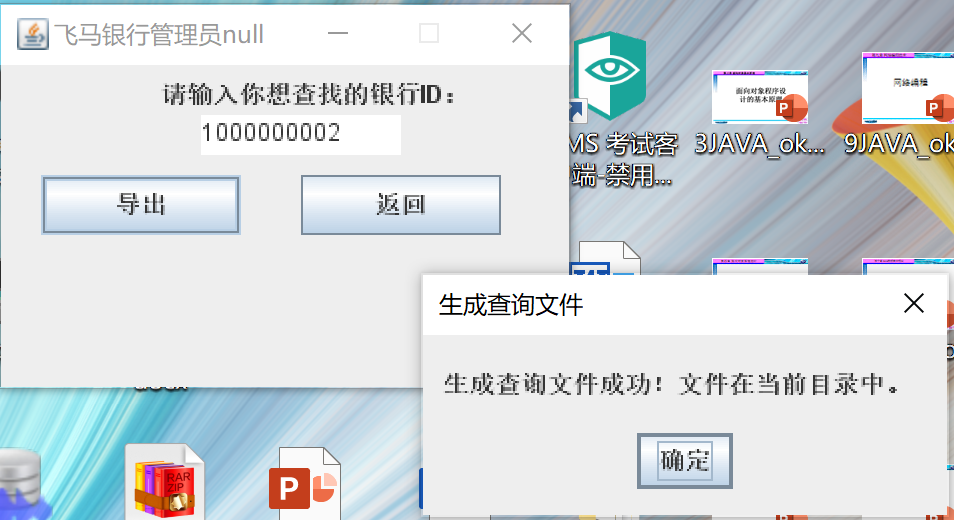 飞马银行管理员null
请输入你想查找的银行ID：
1000000002
导出
返回
MS 考试客
端-禁用...
面向对象程序设
计的基本原理
P
3JAVA_ok...
网络编程
P
9JAVA_ok
生成查询文件
生成查询文件成功！文件在当前目录中。
确定
RAR
ZIP
P